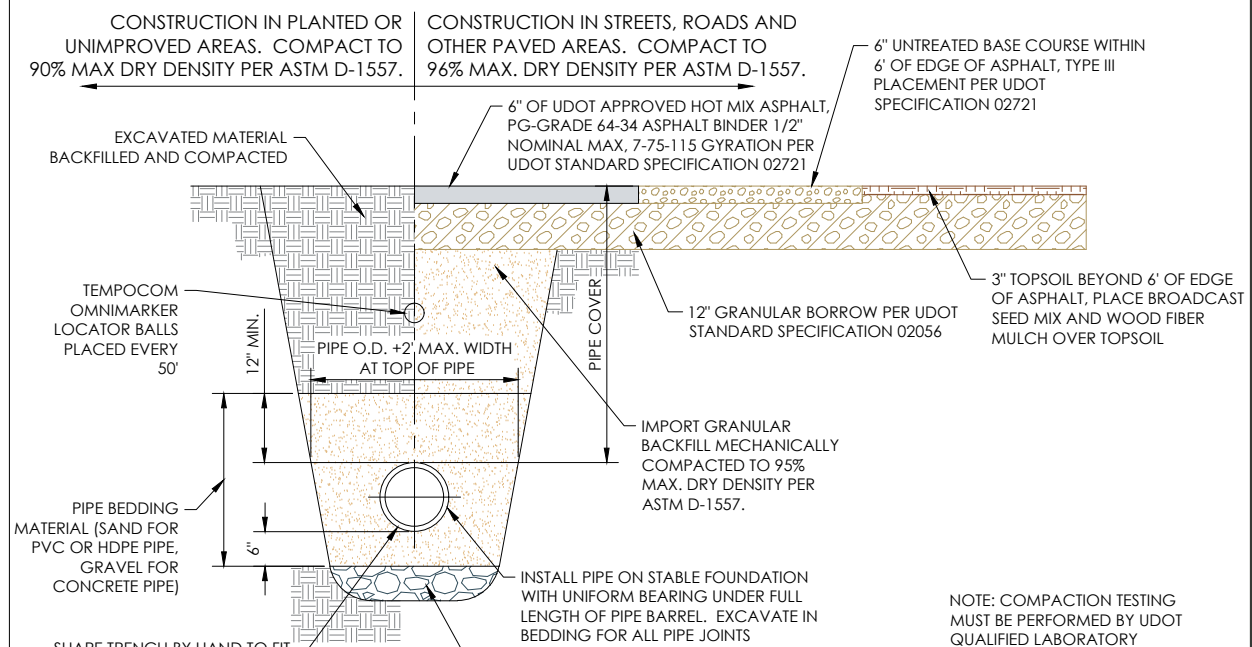 CONSTRUCTION IN PLANTED OR
UNIMPROVED AREAS. COMPACT TO
90% MAX DRY DENSITY PER ASTM D-1557.
CONSTRUCTION IN STREETS, ROADS AND
OTHER PAVED AREAS. COMPACT TO
96% MAX. DRY DENSITY PER ASTM D-1557.
6" UNTREATED BASE COURSE WITHIN
6' OF EDGE OF ASPHALT, TYPE III
PLACEMENT PER UDOT
SPECIFICATION 02721
6" OF UDOT APPROVED HOT MIX ASPHALT,
PG-GRADE 64-34 ASPHALT BINDER 1/2"
NOMINAL MAX, 7-75-115 GYRATION PER
UDOT STANDARD SPECIFICATION 02721
EXCAVATED MATERIAL
BACKFILLED AND COMPACTED
TEMPOCOM
OMNIMARKER
LOCATOR BALLS
PLACED EVERY
50'
12" MIN.
PIPE O.D. +2' MAX. WIDTH
AT TOP OF PIPE
PIPE COVER
12" GRANULAR BORROW PER UDOT
STANDARD SPECIFICATION 02056
3" TOPSOIL BEYOND 6' OF EDGE
OF ASPHALT, PLACE BROADCAST
SEED MIX AND WOOD FIBER
MULCH OVER TOPSOIL
IMPORT GRANULAR
BACKFILL MECHANICALLY
COMPACTED TO 95%
MAX. DRY DENSITY PER
ASTM D-1557.
PIPE BEDDING
MATERIAL (SAND FOR
PVC OR HDPE PIPE,
GRAVEL FOR
CONCRETE PIPE)
6"
INSTALL PIPE ON STABLE FOUNDATION
WITH UNIFORM BEARING UNDER FULL
LENGTH OF PIPE BARREL. EXCAVATE IN
BEDDING FOR ALL PIPE JOINTS
NOTE: COMPACTION TESTING
MUST BE PERFORMED BY UDOT
QUALIFIED LABORATORY
SHAPE TRENCH BY HAND TO FIT